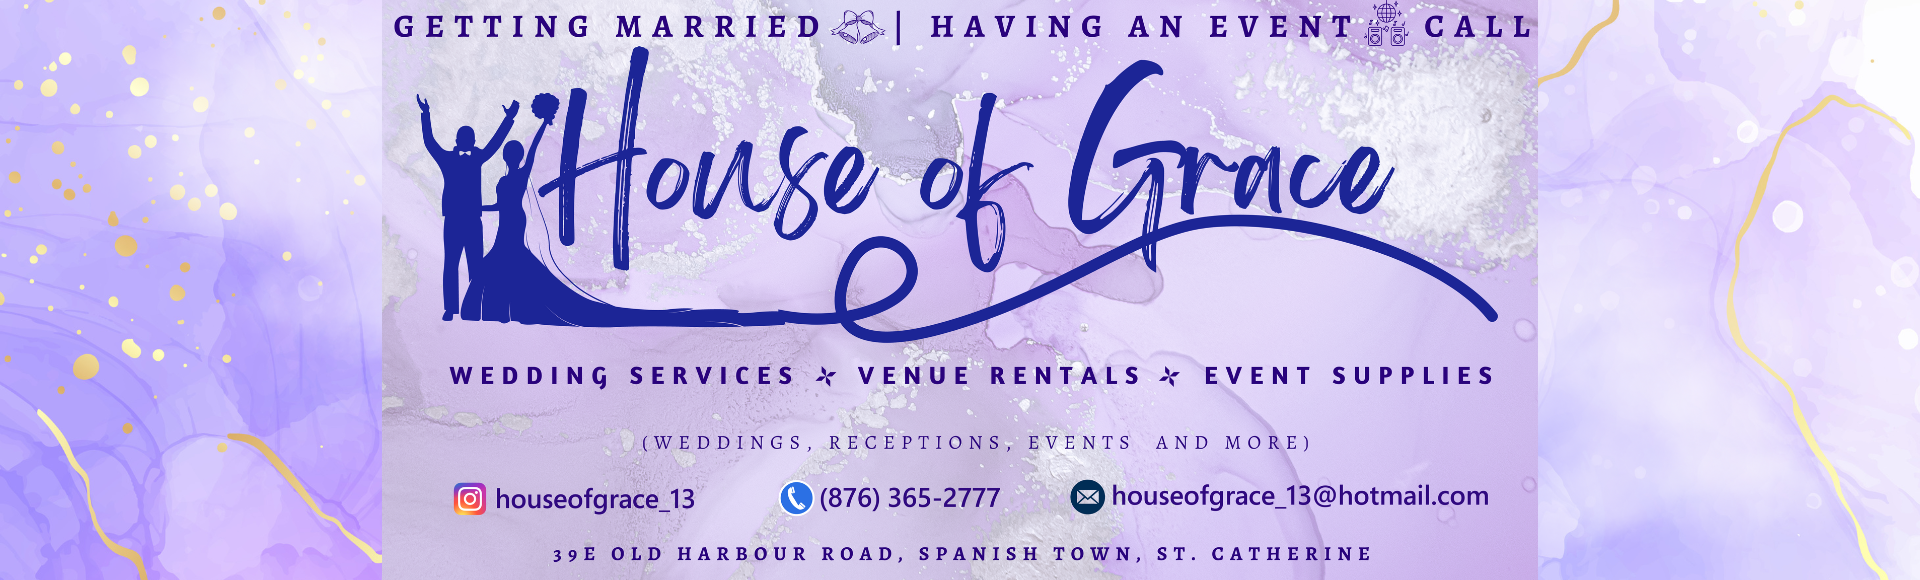 GETTING MARRIED | HAVING AN EVENT CALL
House of Grace
WEDDING SERVICES VENUE RENTALS EVENT SUPPLIES
(WEDDINGS, RECEPTIONS, EVENTS AND MORE)
houseofgrace_13 (876) 365-2777 houseofgrace_13@hotmail.com
39E OLD HARBOUR ROAD, SPANISH TOWN, ST. CATHERINE